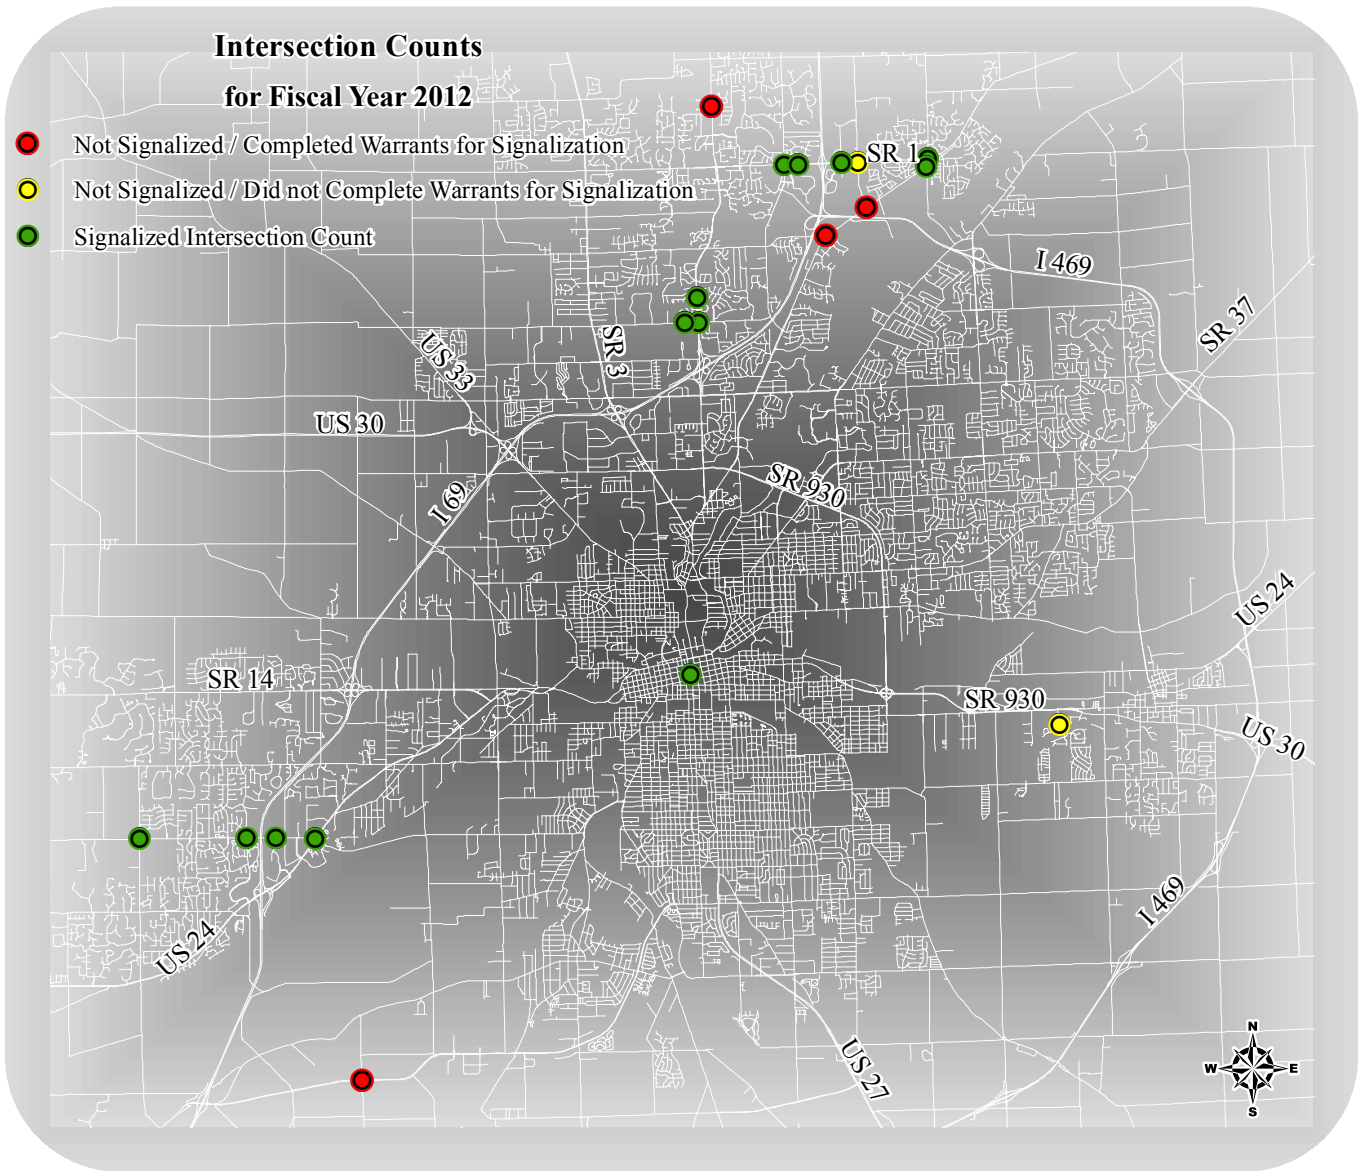 Intersection Counts
for Fiscal Year 2012
Not Signalized / Completed Warrants for Signalization
SR 1
Not Signalized / Did not Complete Warrants for Signalization
Signalized Intersection Count
I 469
SR 37
SR 3
US 33
US 30
SR 930
I 69
US 24
SR 14
SR 930
US 30
I 469
US 24
US 27
N
W E
S